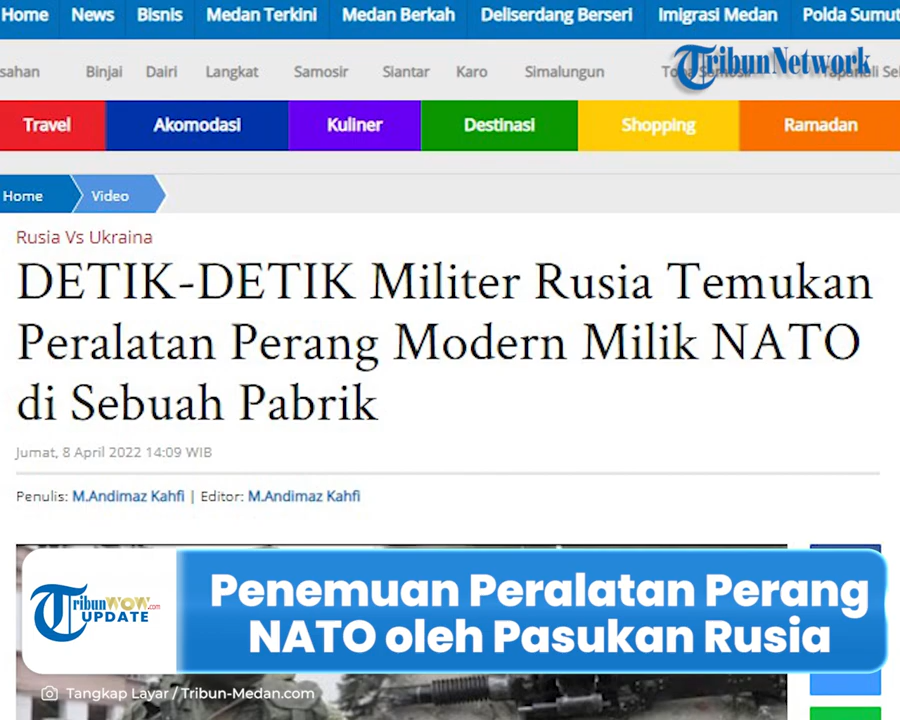 Home News Bisnis Medan Terkini Medan Berkah Deliserdang Berseri Imigrasi Medan Polda Sumut
sahan Binjai Dairi Langkat Samosir Siantar Karo Simalungun
Tribun Network
Travel Akomodasi Kuliner Destinasi Shopping Ramadan
Home Video
Rusia Vs Ukraina
DETIK-DETIK Militer Rusia Temukan
Peralatan Perang Modern Milik NATO
di Sebuah Pabrik
Jumat, 8 April 2022 14:09 WIB
Penulis: M.Andimaz Kahfi | Editor: M.Andimaz Kahfi
TribunWOW.com
UPDATE
Penemuan Peralatan Perang
NATO oleh Pasukan Rusia
Tangkap Layar / Tribun-Medan.com